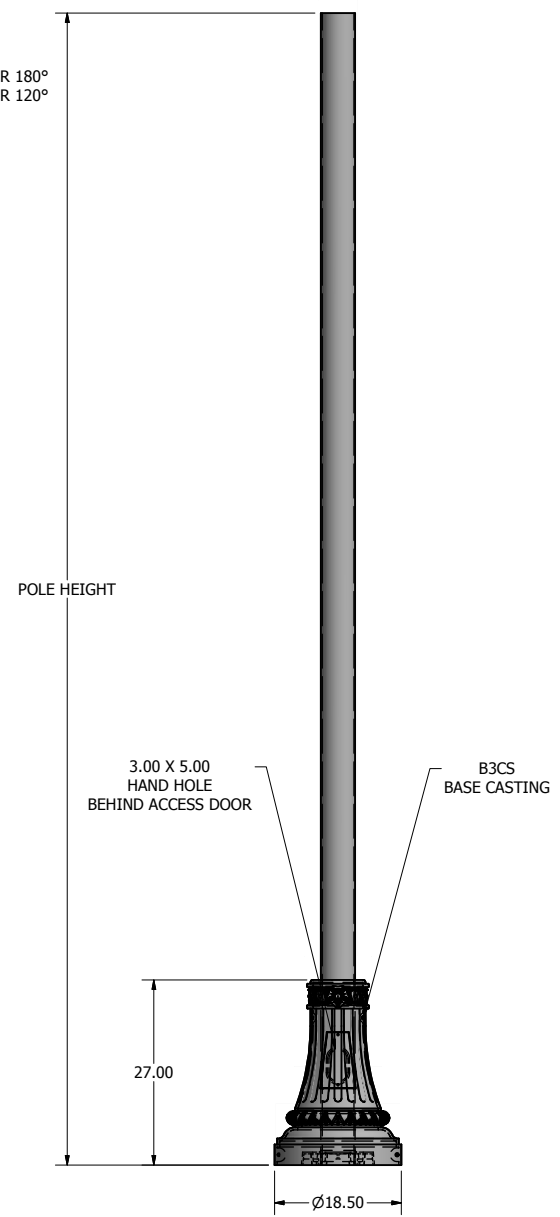 R 180°
R 120°
POLE HEIGHT
3.00 X 5.00
HAND HOLE
BEHIND ACCESS DOOR
B3CS
BASE CASTING
27.00
Ø18.50